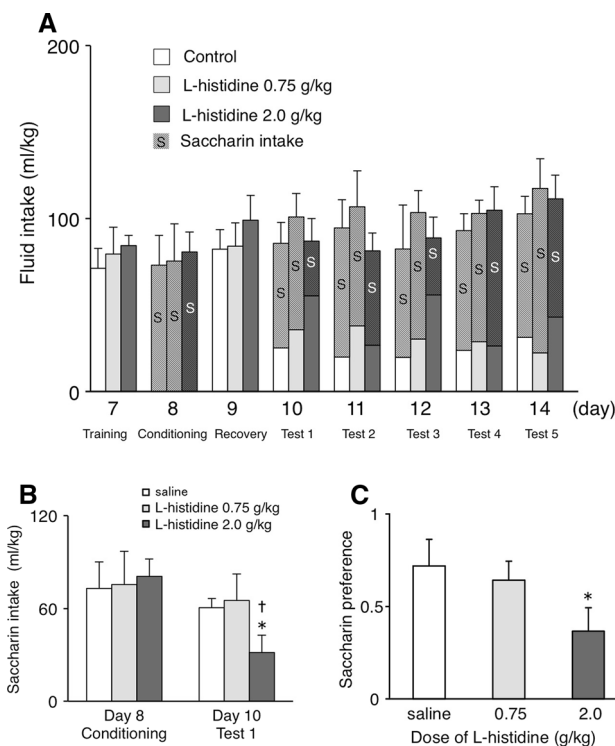 A
200
100
0
Fluid intake (ml/kg)
Control
L-histidine 0.75 g/kg
L-histidine 2.0 g/kg
S Saccharin intake
S S S S S S S S S S S S S S S S S S
7 8 9 10 11 12 13 14 (day)
Training Conditioning Recovery Test 1 Test 2 Test 3 Test 4 Test 5
B
saline
L-histidine 0.75 g/kg
L-histidine 2.0 g/kg
120
60
0
Saccharin intake (ml/kg)
†
*
Day 8 Day 10
Conditioning Test 1
C
1
0.5
0
Saccharin preference
*
saline 0.75 2.0
Dose of L-histidine (g/kg)